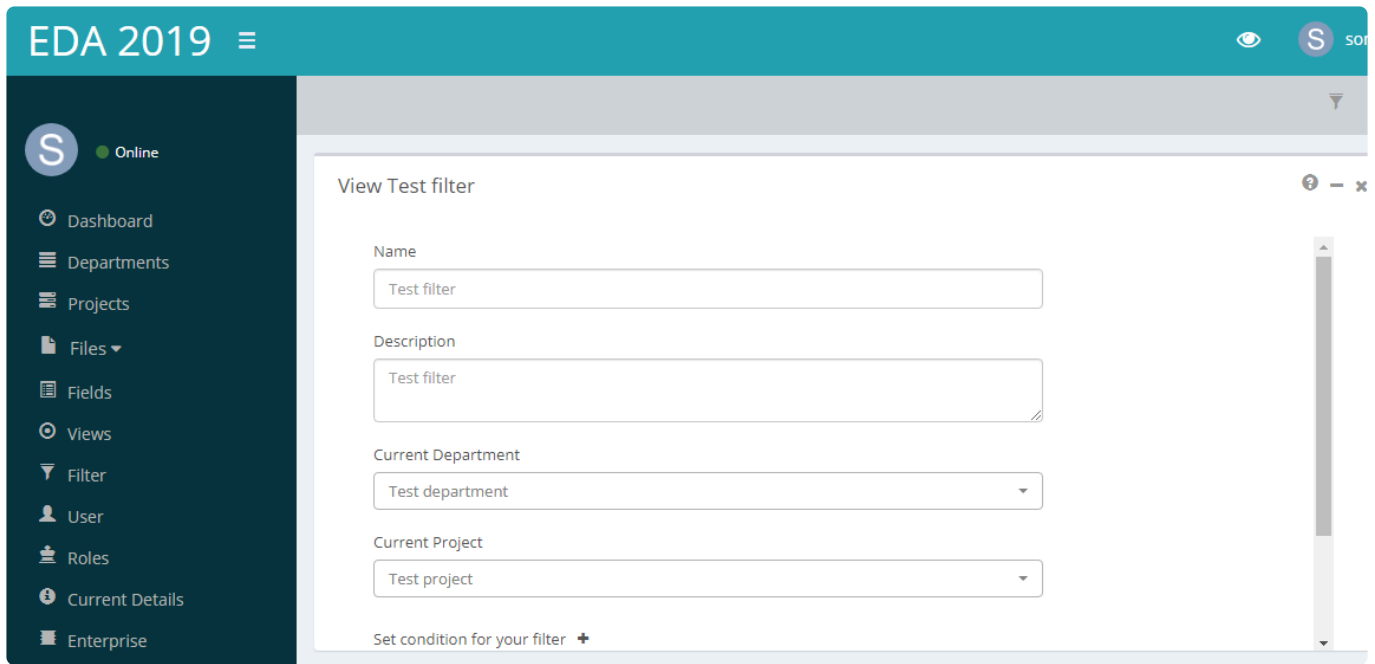 EDA 2019
S
S
Online
Dashboard
Departments
Projects
Files
Fields
Views
Filter
User
Roles
Current Details
Enterprise
View Test filter
Name
Test filter
Description
Test filter
Current Department
Test department
Current Project
Test project
Set condition for your filter +